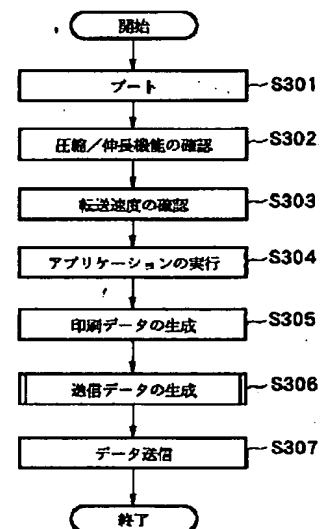 開始
ブート S301
圧縮/伸長機能の確認 S302
転送速度の確認 S303
アプリケーションの実行 S304
印刷データの生成 S305
送信データの生成 S306
データ送信 S307
終了